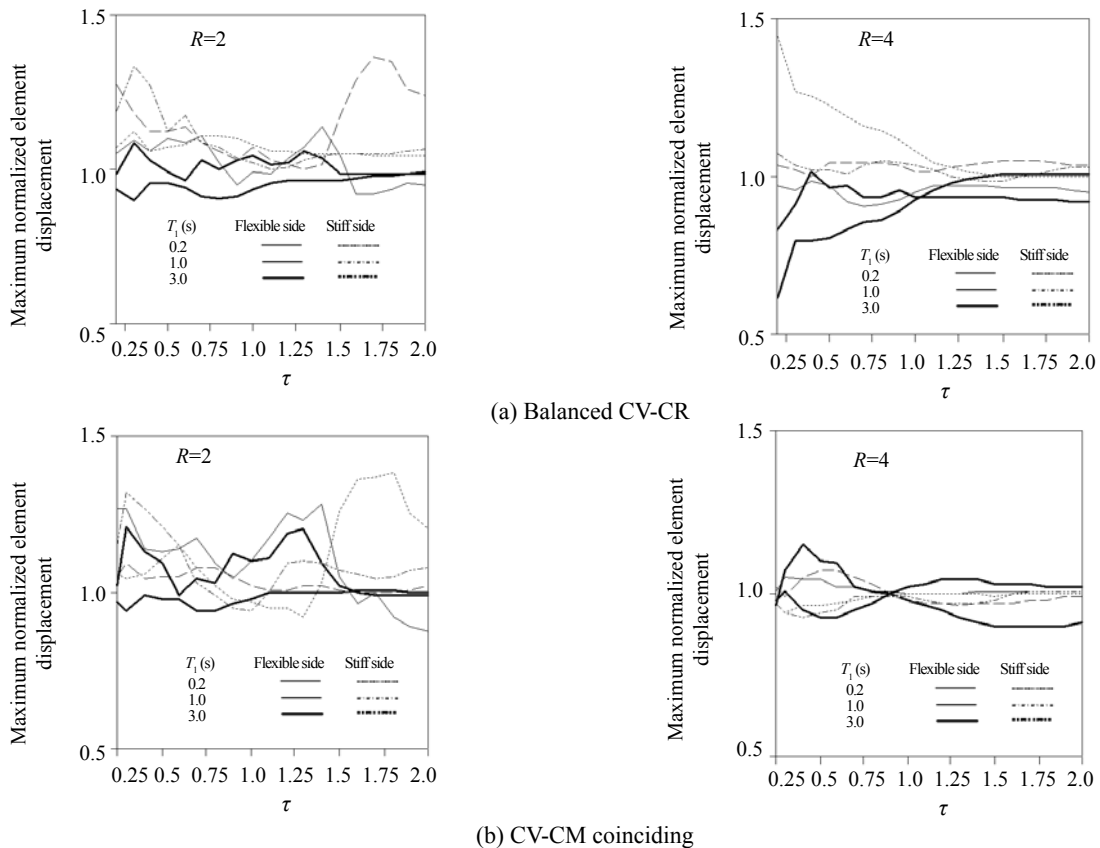 1.5
R=2
1.0
0.5
Maximum normalized element
displacement
T1 (s) Flexible side Stiff side
0.2
1.0
3.0
0.25 0.5 0.75 1.0 1.25 1.5 1.75 2.0
τ
1.5
R=4
1.0
0.5
Maximum normalized element
displacement
T1 (s) Flexible side Stiff side
0.2
1.0
3.0
0.25 0.5 0.75 1.0 1.25 1.5 1.75 2.0
τ
(a) Balanced CV-CR
1.5
R=2
1.0
0.5
Maximum normalized element
displacement
T1 (s) Flexible side Stiff side
0.2
1.0
3.0
0.25 0.5 0.75 1.0 1.25 1.5 1.75 2.0
τ
1.5
R=4
1.0
0.5
Maximum normalized element
displacement
T1 (s) Flexible side Stiff side
0.2
1.0
3.0
0.25 0.5 0.75 1.0 1.25 1.5 1.75 2.0
τ
(b) CV-CM coinciding